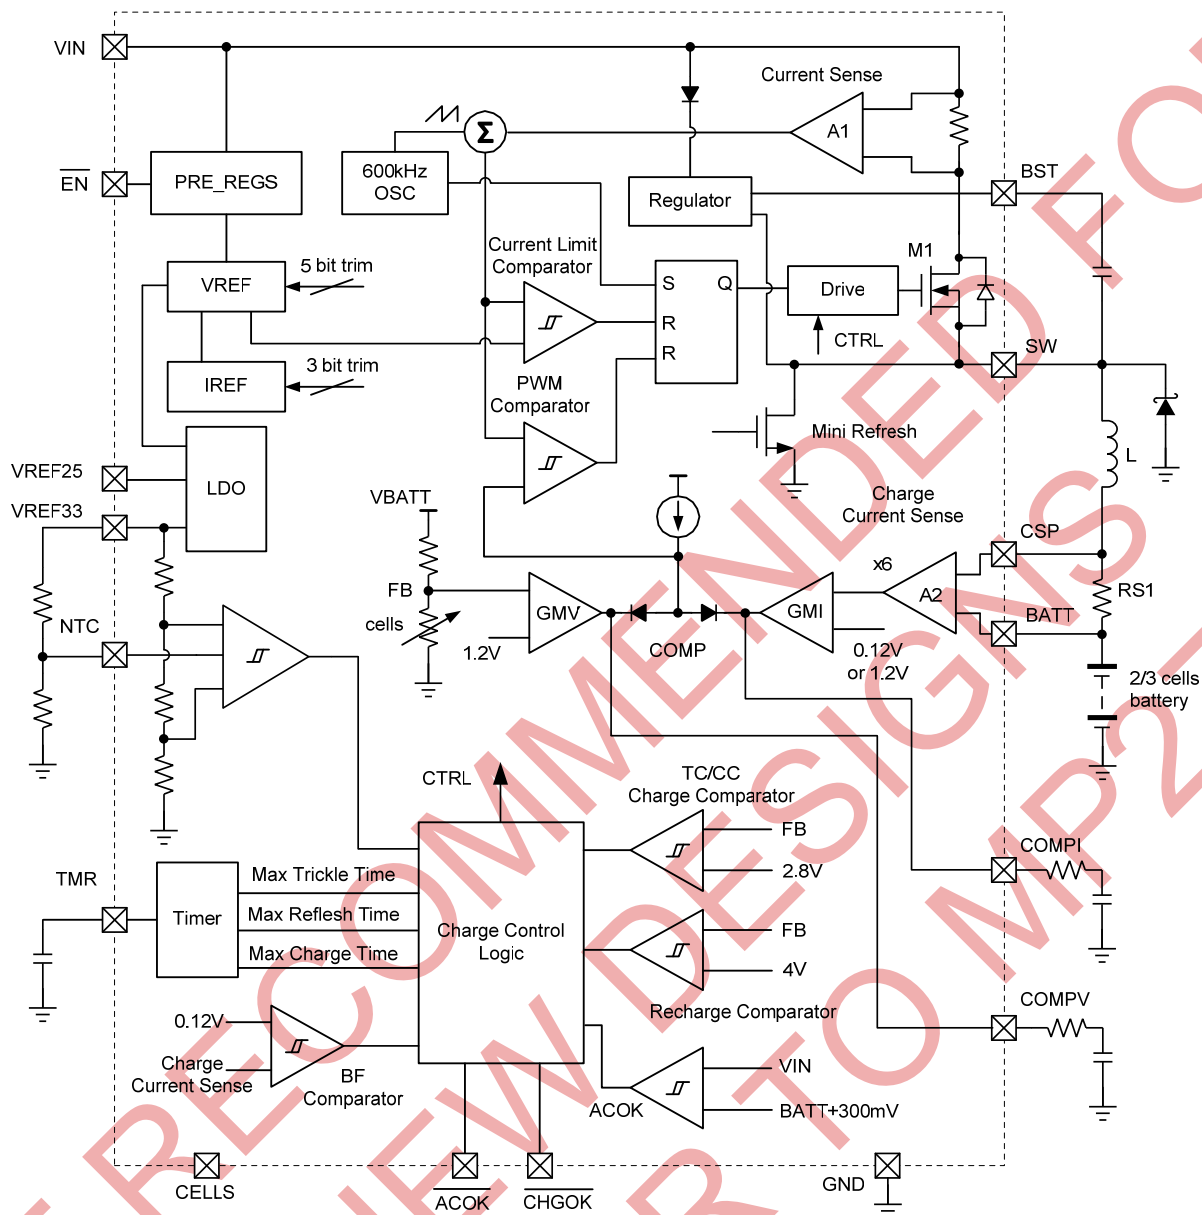 VIN
Current Sense
A1
Σ
600kHz
OSC
EN
PRE_REGS
Regulator
BST
Current Limit
Comparator
M1
VREF
5 bit trim
S
Q
R
R
Drive
CTRL
SW
IREF
3 bit trim
PWM
Comparator
Mini Refresh
L
VREF25
LDO
VREF33
VBATT
Charge
Current Sense
CSP
x6
A2
RS1
FB
GMV
GMI
BATT
NTC
cells
1.2V
COMP
0.12V
or 1.2V
2/3 cells
battery
CTRL
TC/CC
Charge Comparator
FB
2.8V
COMPI
TMR
Timer
Max Trickle Time
Max Reflesh Time
Max Charge Time
Charge Control
Logic
FB
4V
Recharge Comparator
COMPV
0.12V
Charge
Current Sense
BF
Comparator
VIN
ACOK
BATT+300mV
CELLS
ACOK
CHGOK
GND
RECOMMENDED FO
NEW DESIGNS
R TO MP2